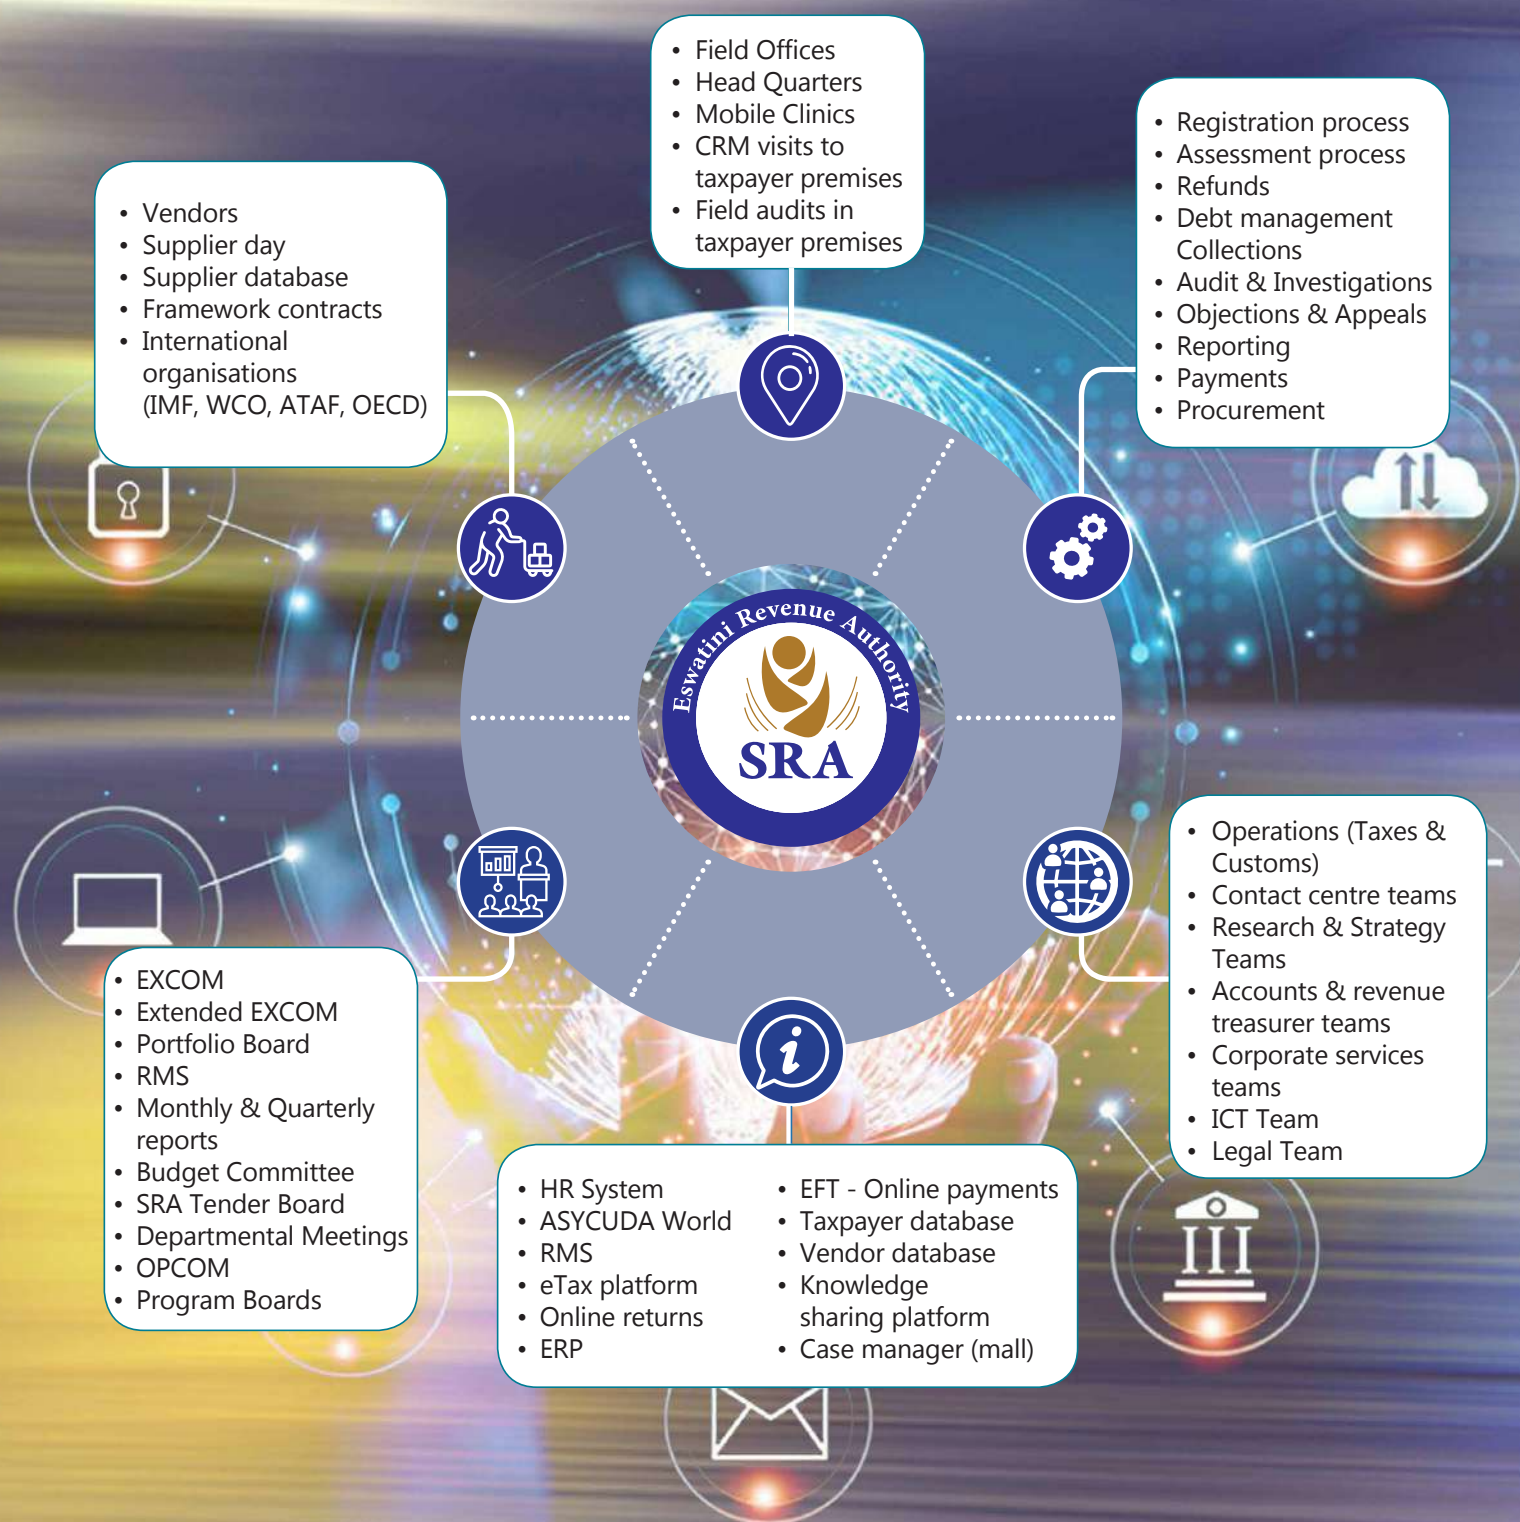 • Field Offices
• Head Quarters
• Mobile Clinics
• CRM visits to
taxpayer premises
• Field audits in
taxpayer premises
• Registration process
• Assessment process
• Refunds
• Debt management
Collections
• Audit & Investigations
• Objections & Appeals
• Reporting
• Payments
• Procurement
• Vendors
• Supplier day
• Supplier database
• Framework contracts
• International
organisations
(IMF, WCO, ATAF, OECD)
Eswatini Revenue Authority
SRA
• Operations (Taxes &
Customs)
• Contact centre teams
• Research & Strategy
Teams
• Accounts & revenue
treasurer teams
• Corporate services
teams
• ICT Team
• Legal Team
• EXCOM
• Extended EXCOM
• Portfolio Board
• RMS
• Monthly & Quarterly
reports
• Budget Committee
• SRA Tender Board
• Departmental Meetings
• OPCOM
• Program Boards
• HR System
• ASYCUDA World
• RMS
• eTax platform
• Online returns
• ERP
• EFT - Online payments
• Taxpayer database
• Vendor database
• Knowledge
sharing platform
• Case manager (mall)